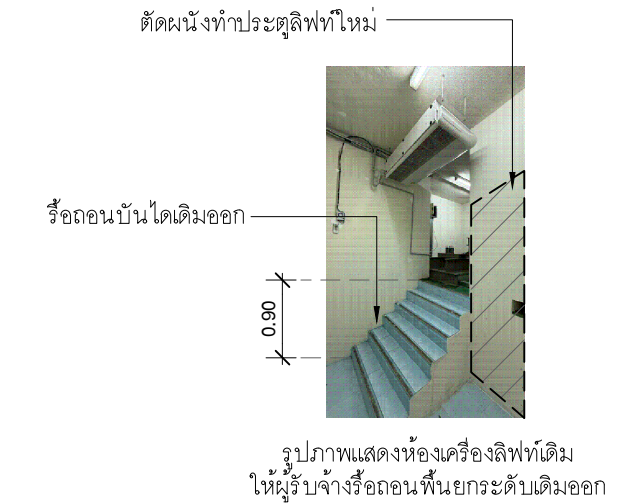 ตัดผนังทำประตูลิฟท์ใหม่
รื้อถอนบันไดเดิมออก
0.90
รูปภาพแสดงห้องเครื่องลิฟท์เดิม
ให้ผู้รับจ้างรื้อถอนพื้นยกระดับเดิมออก